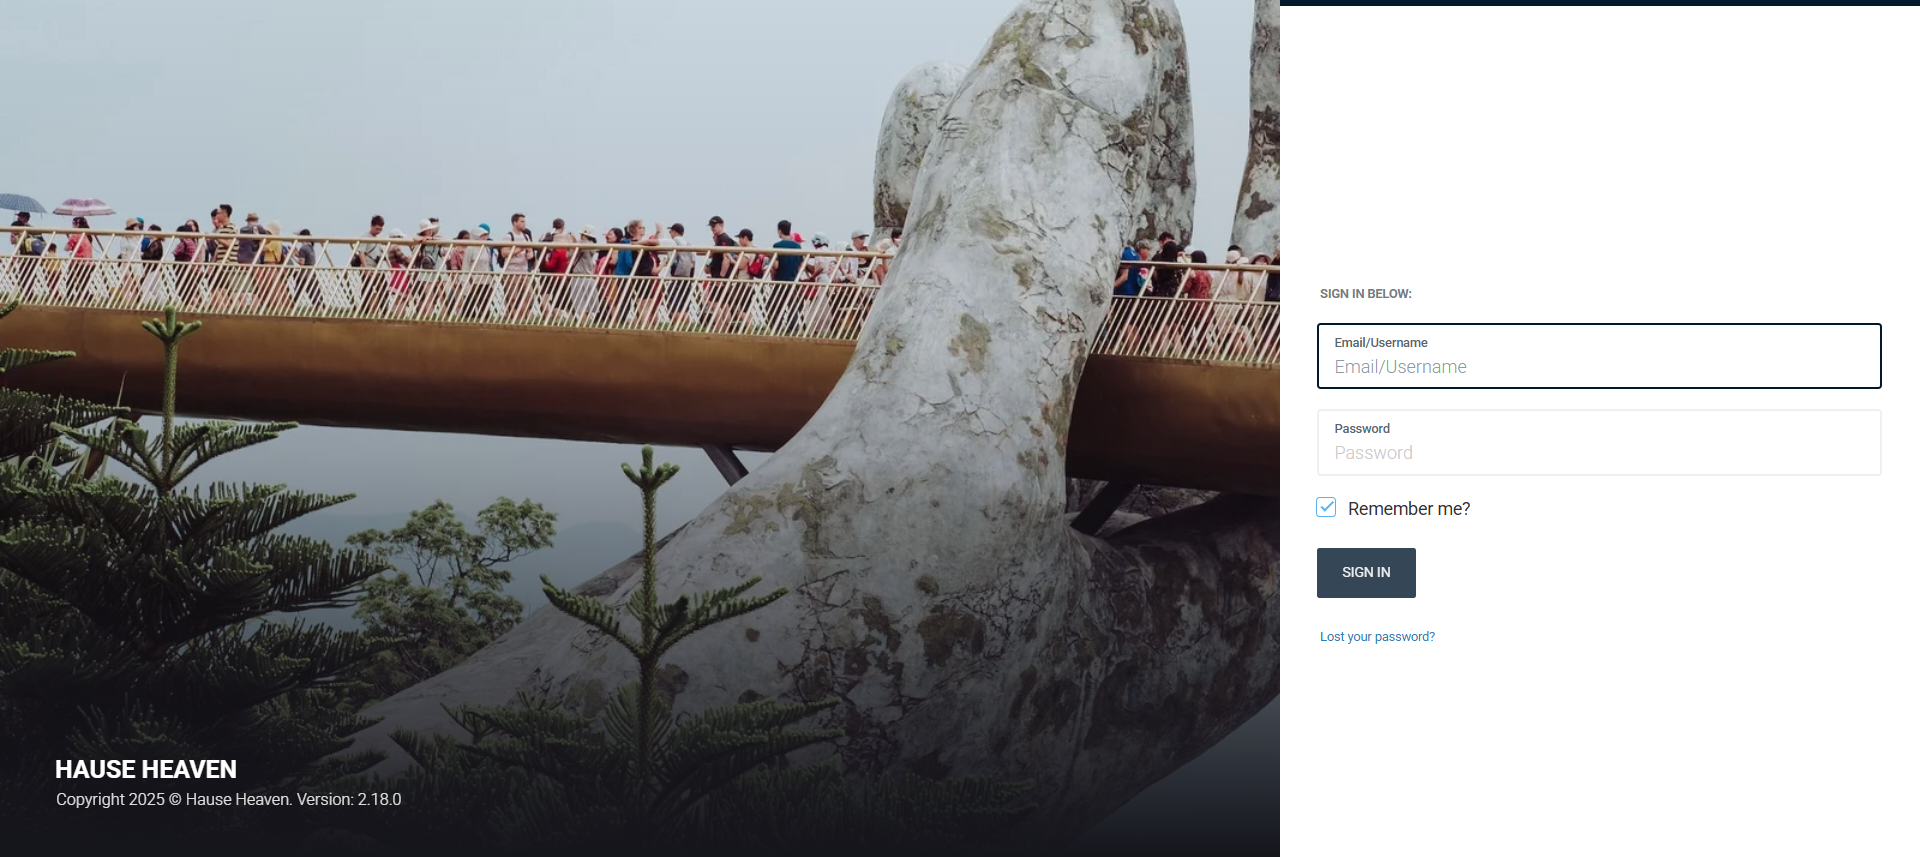 HAUSE HEAVEN
Copyright 2025 © Hause Heaven. Version: 2.18.0
SIGN IN BELOW:
Email/Username
Email/Username
Password
Password
Remember me?
SIGN IN
Lost your password?